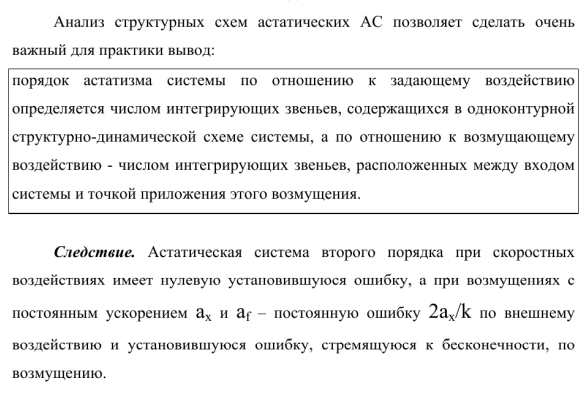 Анализ структурных схем астатических АС позволяет сделать очень
важный для практики вывод:
порядок астатизма системы по отношению к задающему воздействию
определяется числом интегрирующих звеньев, содержащихся в одноконтурной
структурно-динамической схеме системы, а по отношению к возмущающему
воздействию - числом интегрирующих звеньев, расположенных между входом
системы и точкой приложения этого возмущения.
Следствие. Астатическая система второго порядка при скоростных
воздействиях имеет нулевую установившуюся ошибку, а при возмущениях с
постоянным ускорением aₓ и a_f – постоянную ошибку 2aₓ/k по внешнему
воздействию и установившуюся ошибку, стремящуюся к бесконечности, по
возмущению.